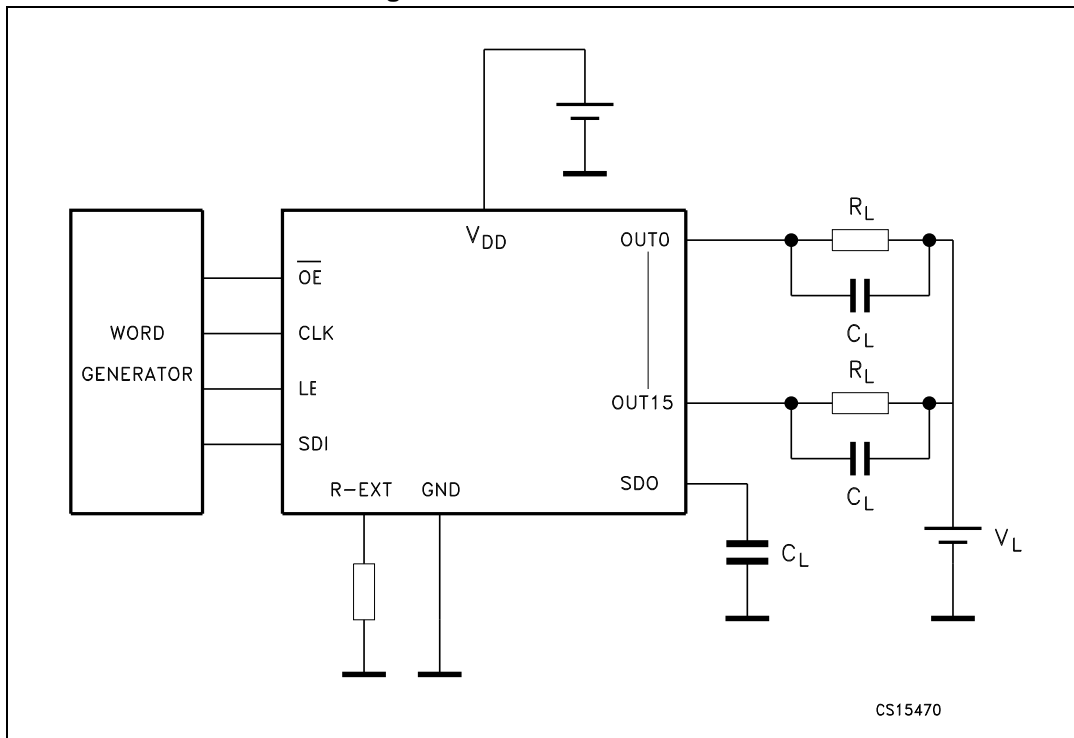 V_DD
OUT0
R_L
C_L
OE
CLK
LE
SDI
WORD
GENERATOR
R_L
OUT15
C_L
R-EXT
GND
SDO
C_L
V_L
CS15470